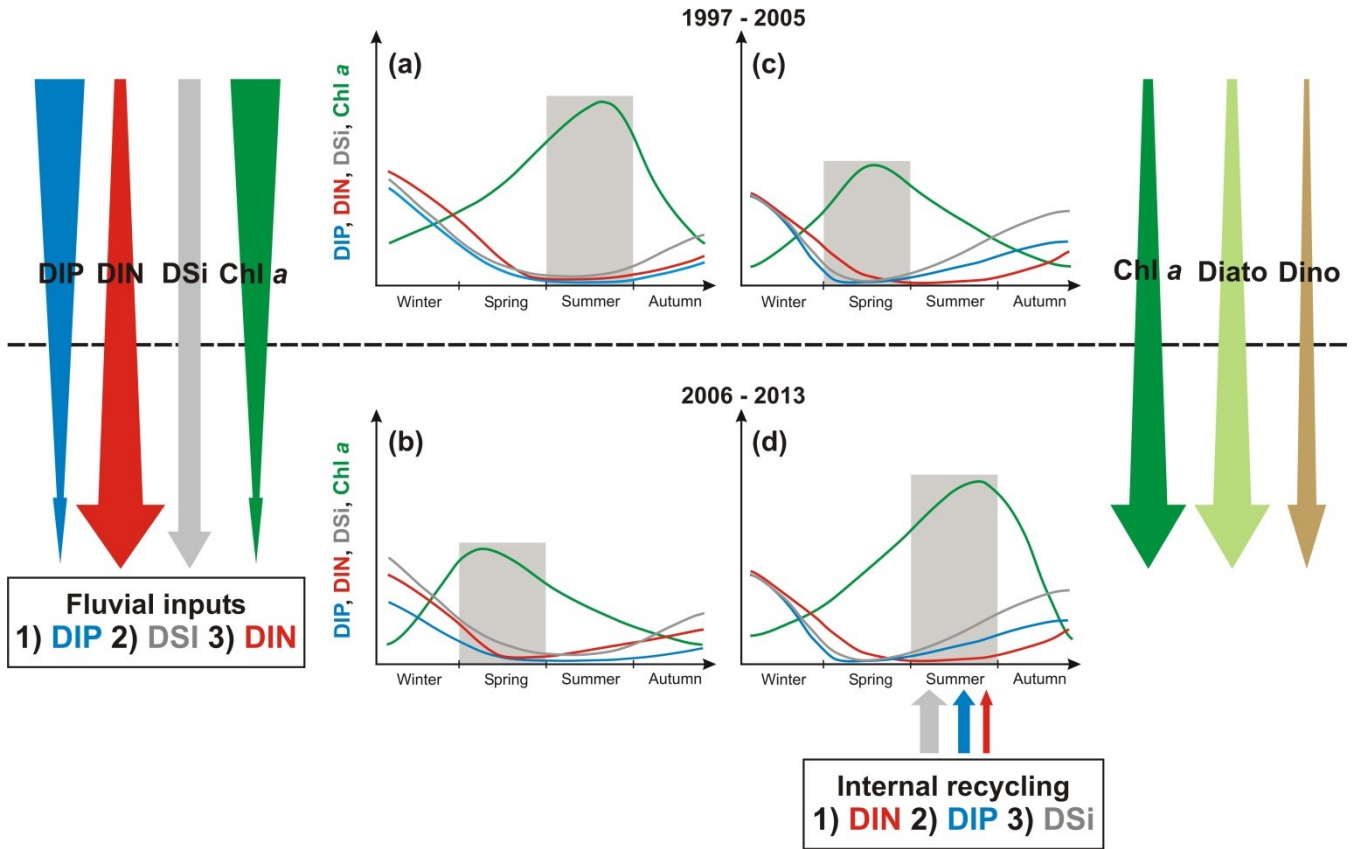 1997 - 2005
DIP DIN DSi Chl a
DIP, DIN, DSi, Chl a
(a)
Winter Spring Summer Autumn
(c)
Winter Spring Summer Autumn
Chl a Diato Dino
2006 - 2013
DIP, DIN, DSi, Chl a
(b)
Winter Spring Summer Autumn
(d)
Winter Spring Summer Autumn
Fluvial inputs
1) DIP 2) DSI 3) DIN
Internal recycling
1) DIN 2) DIP 3) DSi